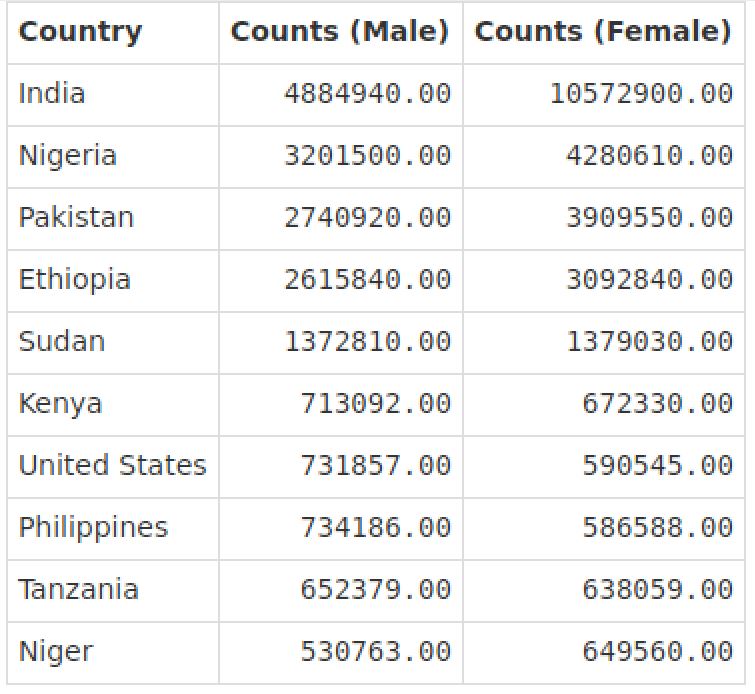 Country Counts (Male) Counts (Female)
India 4884940.00 10572900.00
Nigeria 3201500.00 4280610.00
Pakistan 2740920.00 3909550.00
Ethiopia 2615840.00 3092840.00
Sudan 1372810.00 1379030.00
Kenya 713092.00 672330.00
United States 731857.00 590545.00
Philippines 734186.00 586588.00
Tanzania 652379.00 638059.00
Niger 530763.00 649560.00